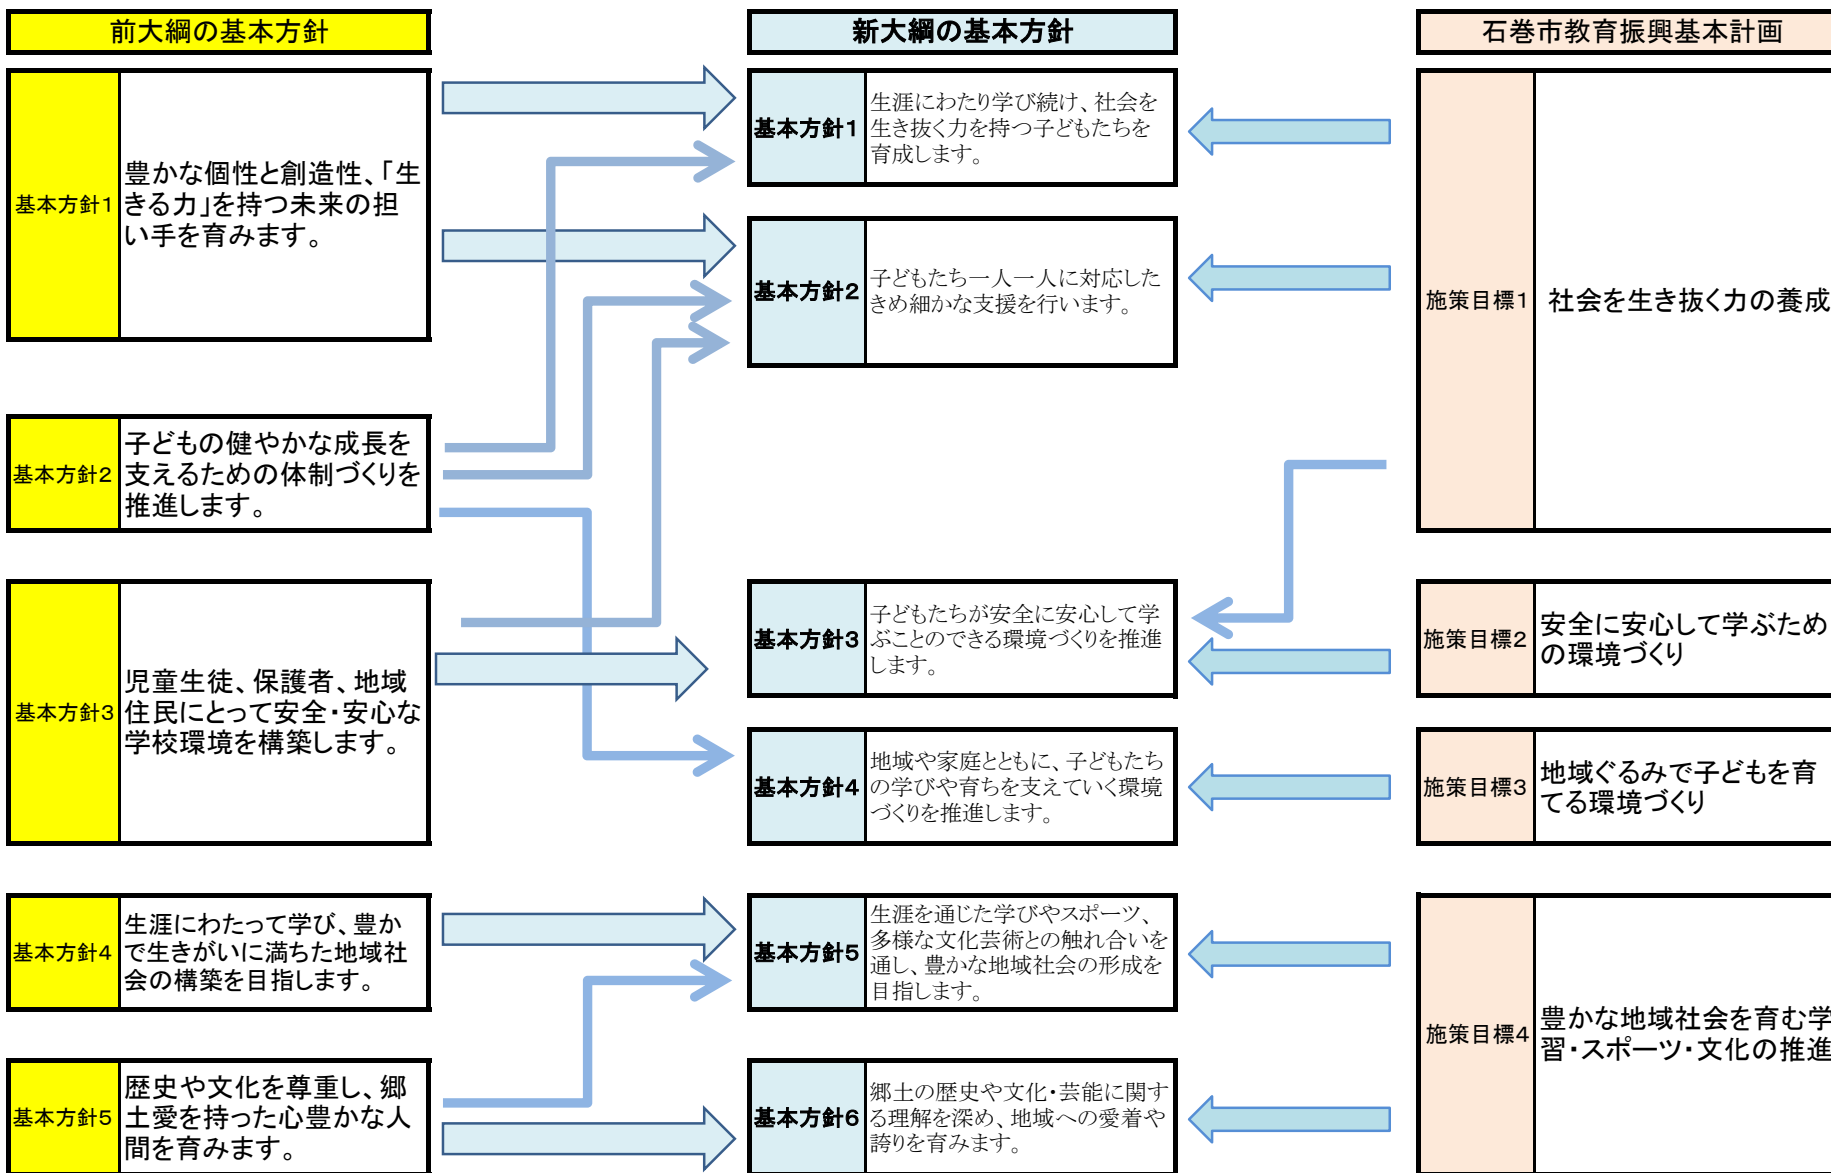 前大綱の基本方針
基本方針1
豊かな個性と創造性、「生
きる力」を持つ未来の担
い手を育みます。
基本方針2
子どもの健やかな成長を
支えるための体制づくりを
推進します。
基本方針3
児童生徒、保護者、地域
住民にとって安全・安心な
学校環境を構築します。
基本方針4
生涯にわたって学び、豊か
で生きがいに満ちた地域社
会の構築を目指します。
基本方針5
歴史や文化を尊重し、郷
土愛を持った心豊かな人
間を育みます。
新大綱の基本方針
基本方針1
生涯にわたり学び続け、社会を
生き抜く力を持つ子どもたちを
育成します。
基本方針2
子どもたち一人一人に対応した
きめ細かな支援を行います。
基本方針3
子どもたちが安全に安心して学
ぶことのできる環境づくりを推進
します。
基本方針4
地域や家庭とともに、子どもたち
の学びや育ちを支えていく環境
づくりを推進します。
基本方針5
生涯を通じた学びやスポーツ、
多様な文化芸術との触れ合いを
通し、豊かな地域社会の形成を
目指します。
基本方針6
郷土の歴史や文化・芸能に関す
る理解を深め、地域への愛着や
誇りを育みます。
石巻市教育振興基本計画
施策目標1
社会を生き抜く力の養成
施策目標2
安全に安心して学ぶため
の環境づくり
施策目標3
地域ぐるみで子どもを育
てる環境づくり
施策目標4
豊かな地域社会を育む学
習・スポーツ・文化の推進